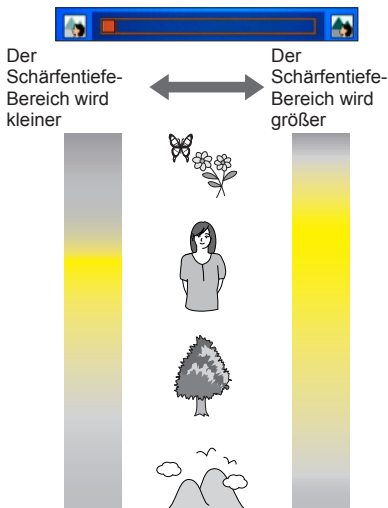 Der
Schärfentiefe-
Bereich wird
kleiner
Der
Schärfentiefe-
Bereich wird
größer